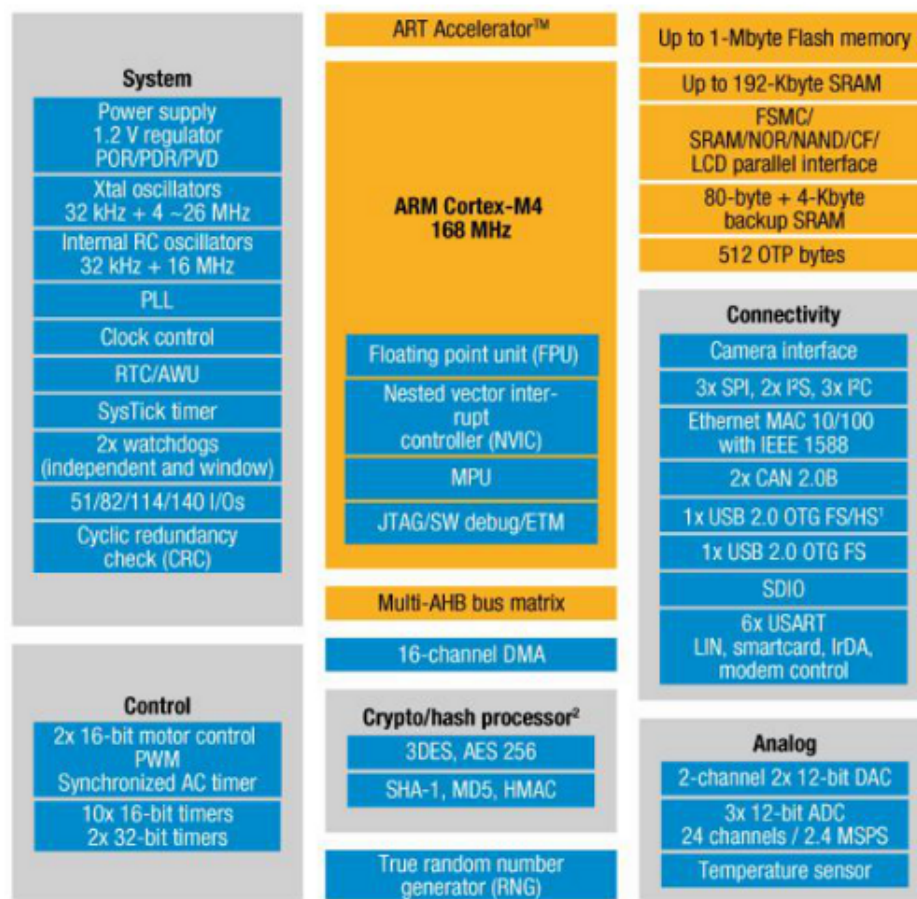 System
Power supply
1.2 V regulator
POR/PDR/PVD
Xtal oscillators
32 kHz + 4 ~26 MHz
Internal RC oscillators
32 kHz + 16 MHz
PLL
Clock control
RTC/AWU
SysTick timer
2x watchdogs
(independent and window)
51/82/114/140 I/Os
Cyclic redundancy
check (CRC)
Control
2x 16-bit motor control
PWM
Synchronized AC timer
10x 16-bit timers
2x 32-bit timers
ART Accelerator™
ARM Cortex-M4
168 MHz
Floating point unit (FPU)
Nested vector inter-
rupt
controller (NVIC)
MPU
JTAG/SW debug/ETM
Multi-AHB bus matrix
16-channel DMA
Crypto/hash processor²
3DES, AES 256
SHA-1, MD5, HMAC
True random number
generator (RNG)
Up to 1-Mbyte Flash memory
Up to 192-Kbyte SRAM
FSMC/
SRAM/NOR/NAND/CF/
LCD parallel interface
80-byte + 4-Kbyte
backup SRAM
512 OTP bytes
Connectivity
Camera interface
3x SPI, 2x I²S, 3x I²C
Ethernet MAC 10/100
with IEEE 1588
2x CAN 2.0B
1x USB 2.0 OTG FS/HS¹
1x USB 2.0 OTG FS
SDIO
6x USART
LIN, smartcard, IrDA,
modem control
Analog
2-channel 2x 12-bit DAC
3x 12-bit ADC
24 channels / 2.4 MSPS
Temperature sensor